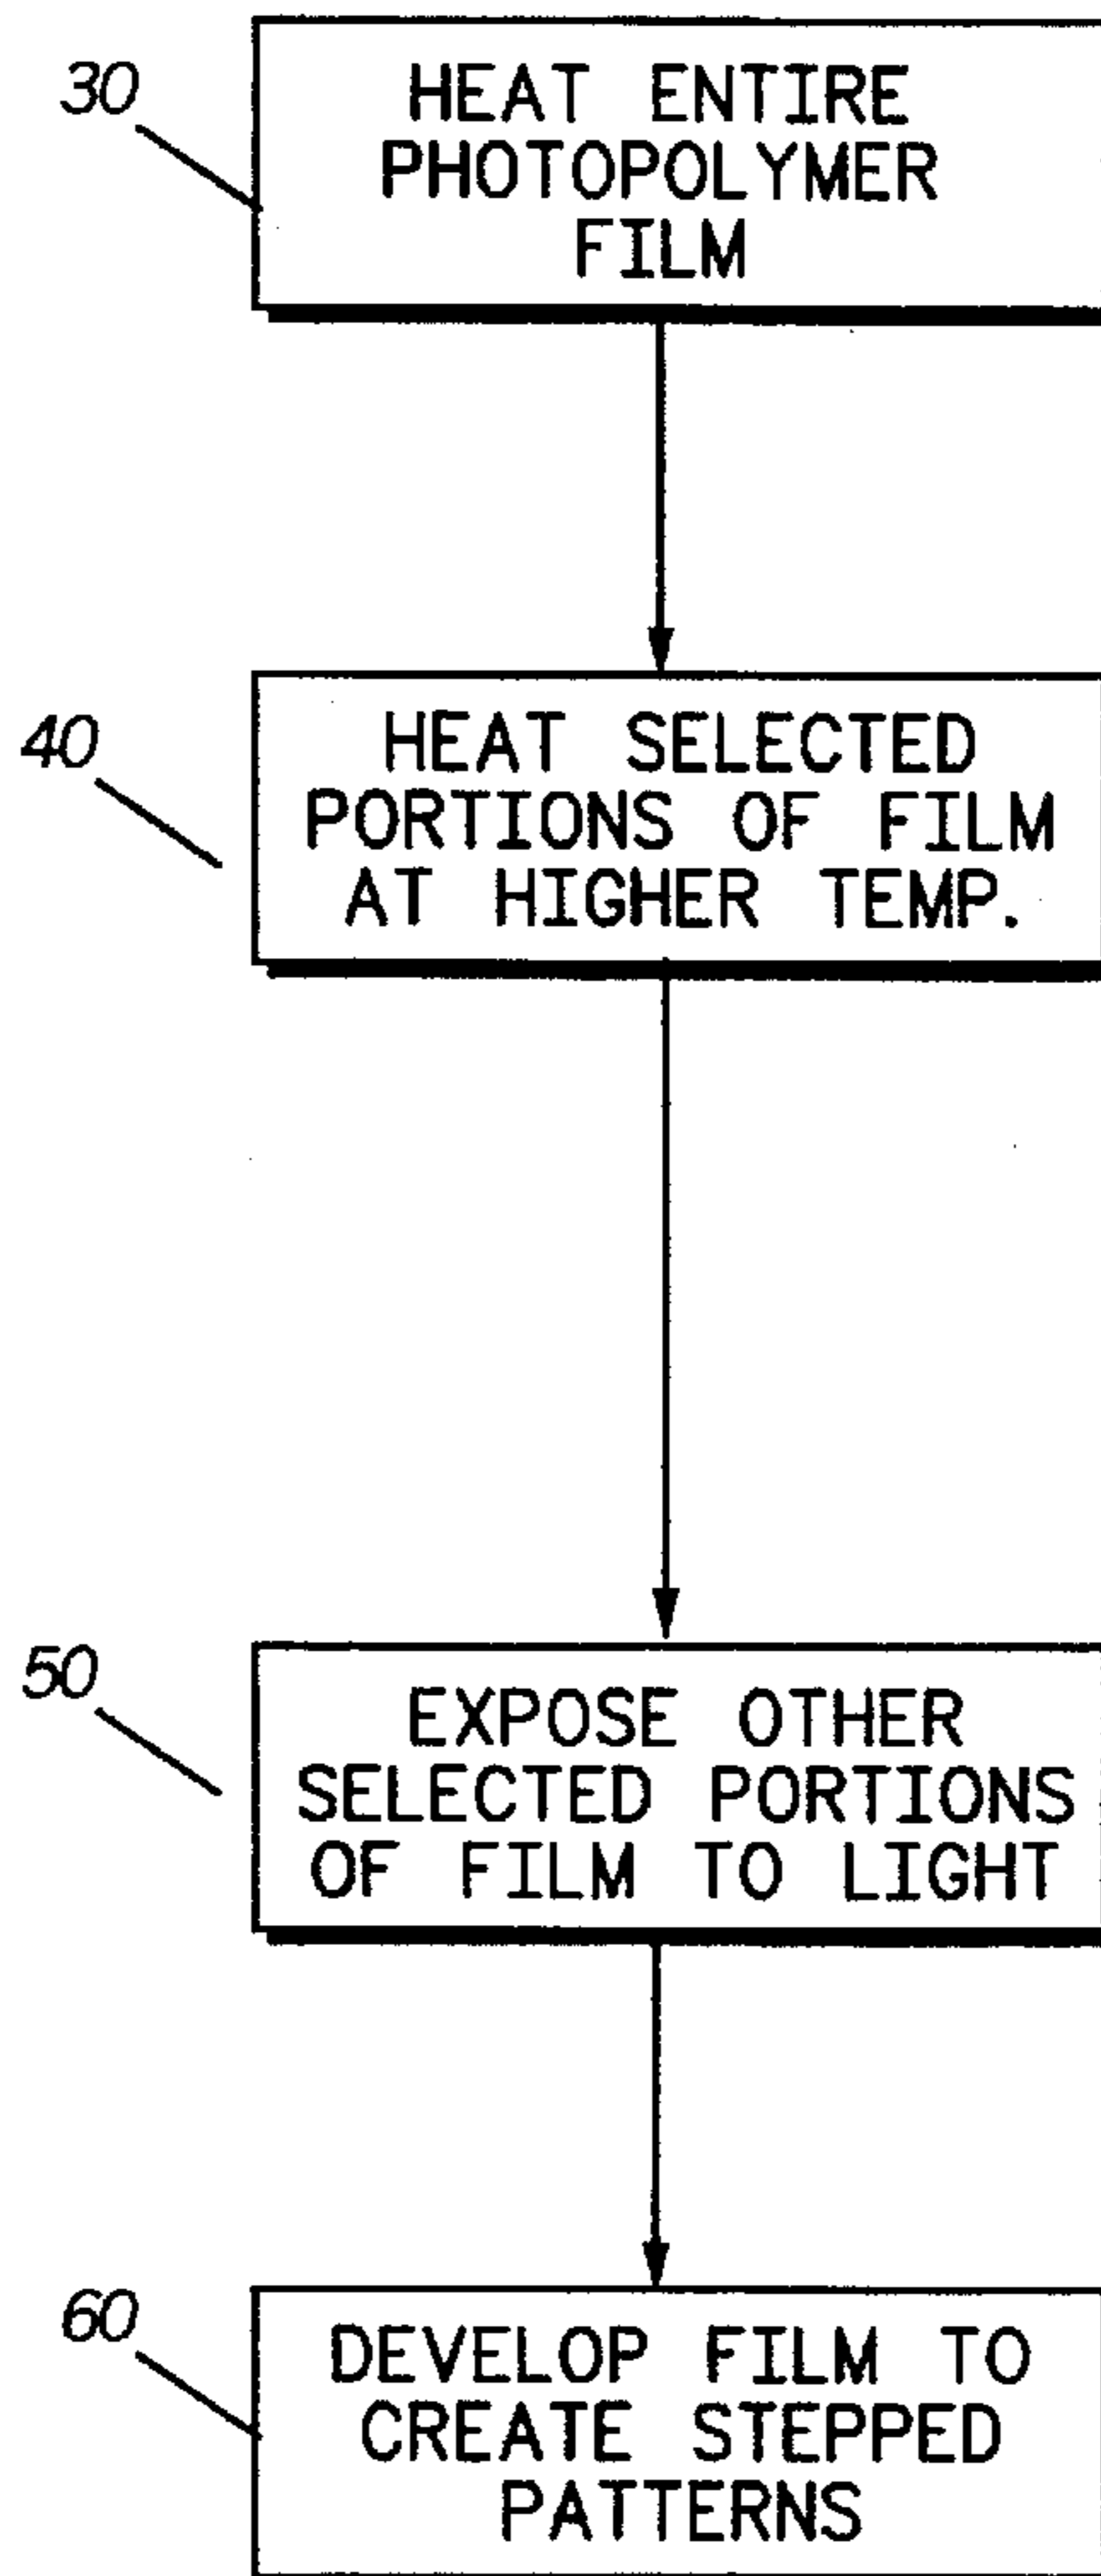 30
HEAT ENTIRE
PHOTOPOLYMER
FILM
40
HEAT SELECTED
PORTIONS OF FILM
AT HIGHER TEMP.
50
EXPOSE OTHER
SELECTED PORTIONS
OF FILM TO LIGHT
60
DEVELOP FILM TO
CREATE STEPPED
PATTERNS